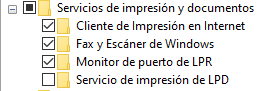 Servicios de impresión y documentos
Cliente de Impresión en Internet
Fax y Escáner de Windows
Monitor de puerto de LPR
Servicio de impresión de LPD